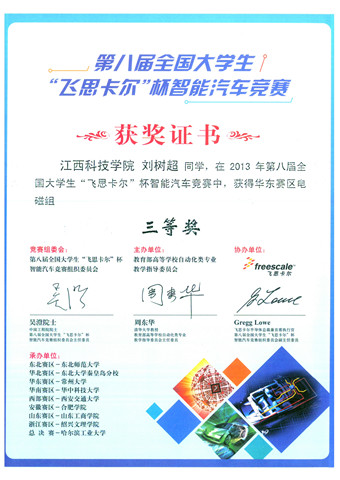 第八届全国大学生
“飞思卡尔”杯智能汽车竞赛
获奖证书
江西科技学院 刘树超 同学，在 2013 年第八届全
国大学生“飞思卡尔”杯智能汽车竞赛中，获得华东赛区电
磁组
三等奖
竞赛组委会：
第八届全国大学生“飞思卡尔”杯
智能汽车竞赛组织委员会
主办单位：
教育部高等学校自动化类专业
教学指导委员会
协办单位：
freescale
飞思卡尔
吴澄院士
周东华
Gregg Lowe
承办单位：
东北赛区－东北师范大学
华北赛区－东北大学秦皇岛分校
华东赛区－常州大学
华南赛区－华中科技大学
西部赛区－西安交通大学
安徽赛区－合肥学院
山东赛区－山东工商学院
浙江赛区－绍兴文理学院
总 决 赛－哈尔滨工业大学